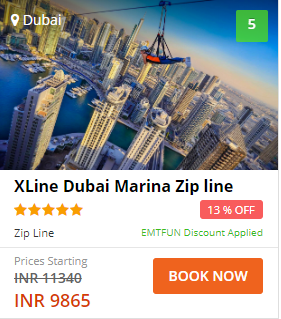 Dubai
5
XLine Dubai Marina Zip line
13 % OFF
Zip Line
EMTFUN Discount Applied
Prices Starting
INR 11340
INR 9865
BOOK NOW